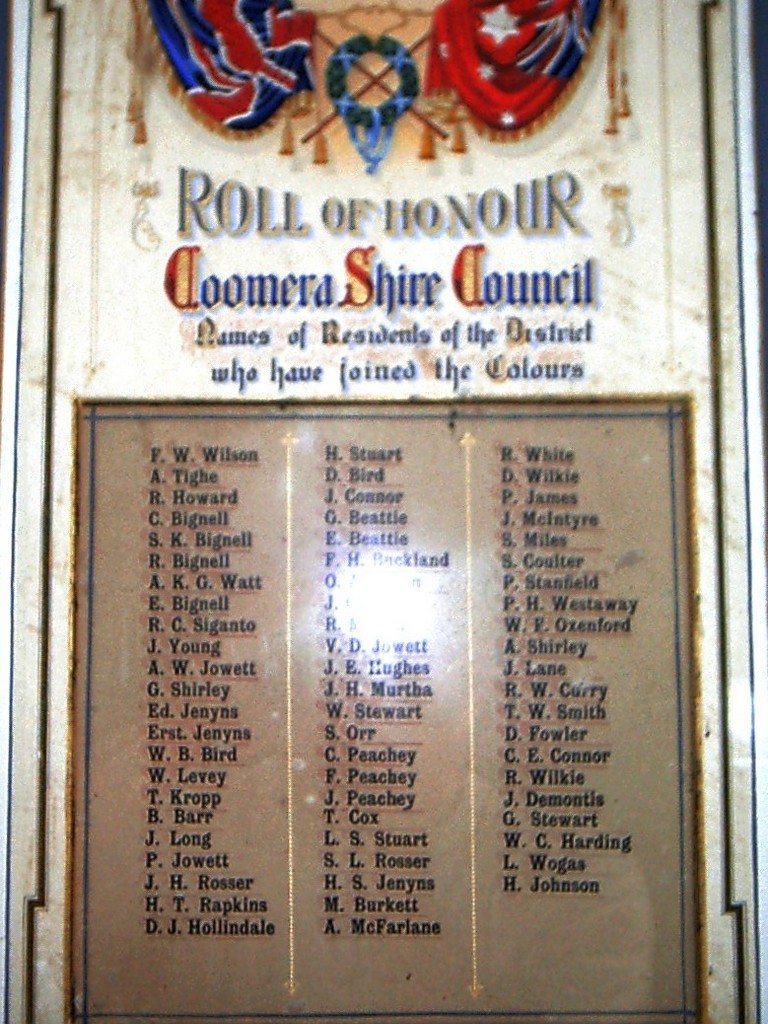 ROLL OF HONOUR
Coomera Shire Council
Names of Residents of the District
who have joined the Colours
F. W. Wilson
A. Tighe
R. Howard
C. Bignell
S. K. Bignell
R. Bignell
A. K. G. Watt
E. Bignell
R. C. Siganto
J. Young
A. W. Jowett
G. Shirley
Ed. Jenyns
Erst. Jenyns
W. B. Bird
W. Levey
T. Kropp
B. Barr
J. Long
P. Jowett
J. H. Rosser
H. T. Rapkins
D. J. Hollindale
H. Stuart
D. Bird
J. Connor
G. Beattie
E. Beattie
F. H. Buckland
O.
J.
R.
V. D. Jowett
J. E. Hughes
J. H. Murtha
W. Stewart
S. Orr
C. Peachey
F. Peachey
J. Peachey
T. Cox
L. S. Stuart
S. L. Rosser
H. S. Jenyns
M. Burkett
A. McFarlane
R. White
D. Wilkie
P. James
J. McIntyre
S. Miles
S. Coulter
P. Stanfield
P. H. Westaway
W. F. Oxenford
A. Shirley
J. Lane
R. W. Curry
T. W. Smith
D. Fowler
C. E. Connor
R. Wilkie
J. Demontis
G. Stewart
W. C. Harding
L. Wogas
H. Johnson